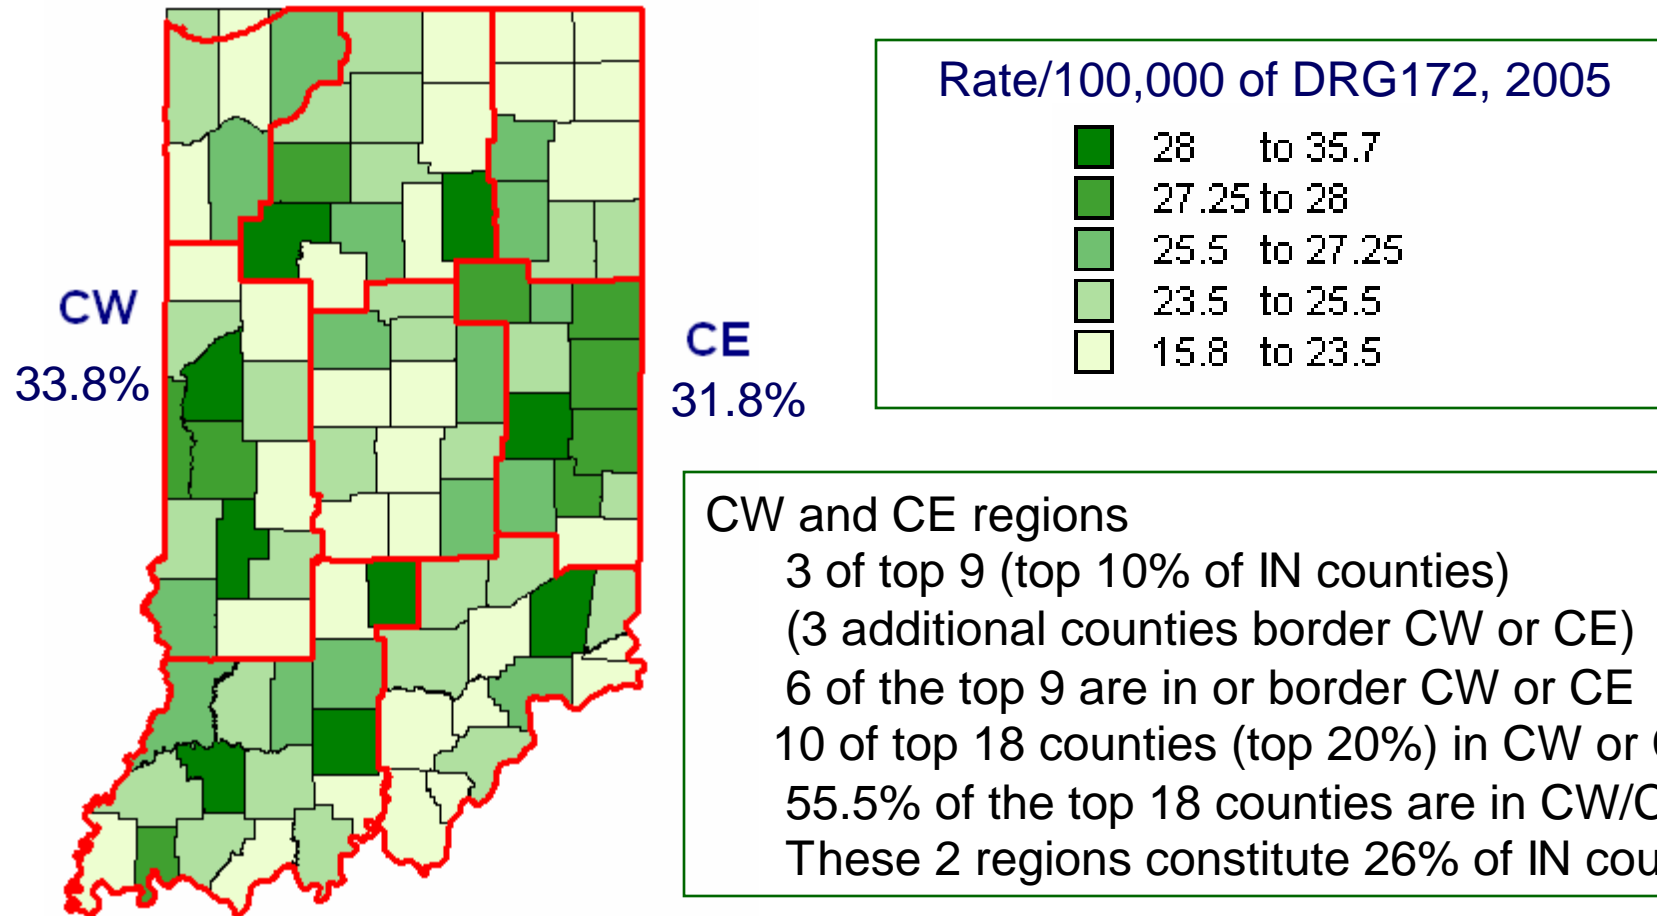 CW
33.8%
CE
31.8%
Rate/100,000 of DRG172, 2005
28 to 35.7
27.25 to 28
25.5 to 27.25
23.5 to 25.5
15.8 to 23.5
CW and CE regions
3 of top 9 (top 10% of IN counties)
(3 additional counties border CW or CE)
6 of the top 9 are in or border CW or CE
10 of top 18 counties (top 20%) in CW or
55.5% of the top 18 counties are in
These 2 regions constitute 26% of IN